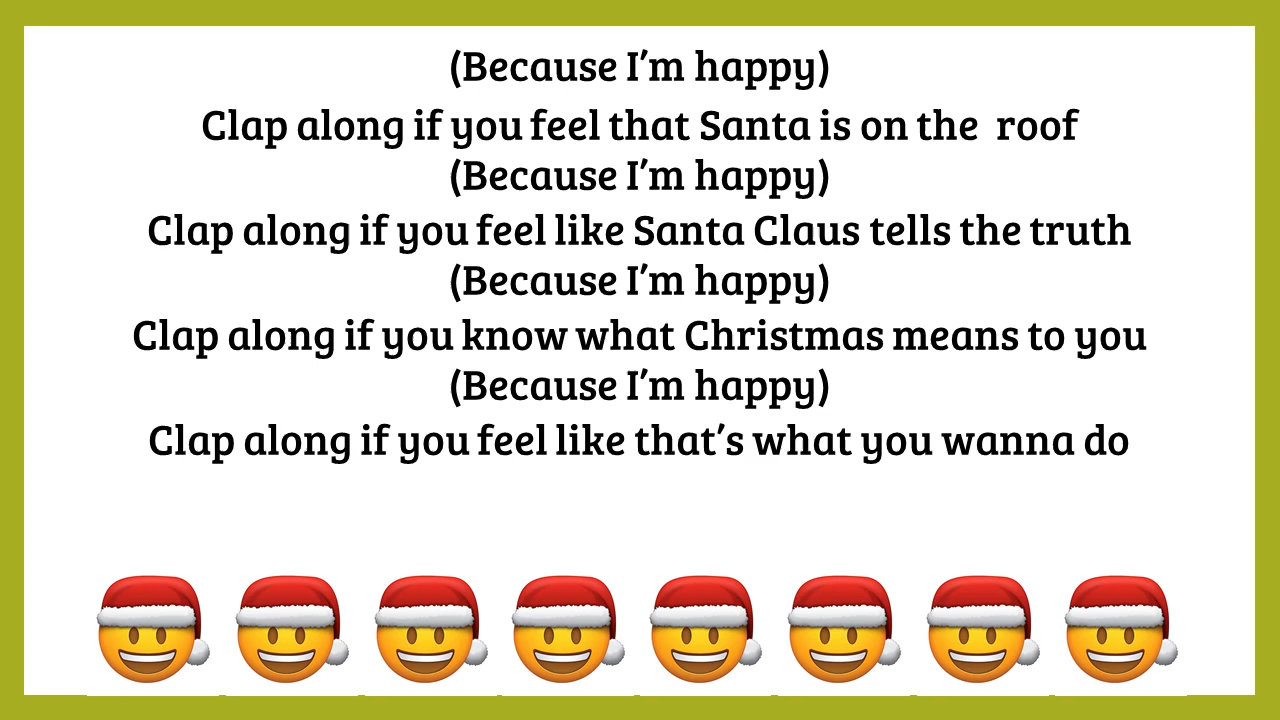 (Because I’m happy)
Clap along if you feel that Santa is on the  roof
(Because I’m happy)
Clap along if you feel like Santa Claus tells the truth
(Because I’m happy)
Clap along if you know what Christmas means to you
(Because I’m happy)
Clap along if you feel like that’s what you wanna do